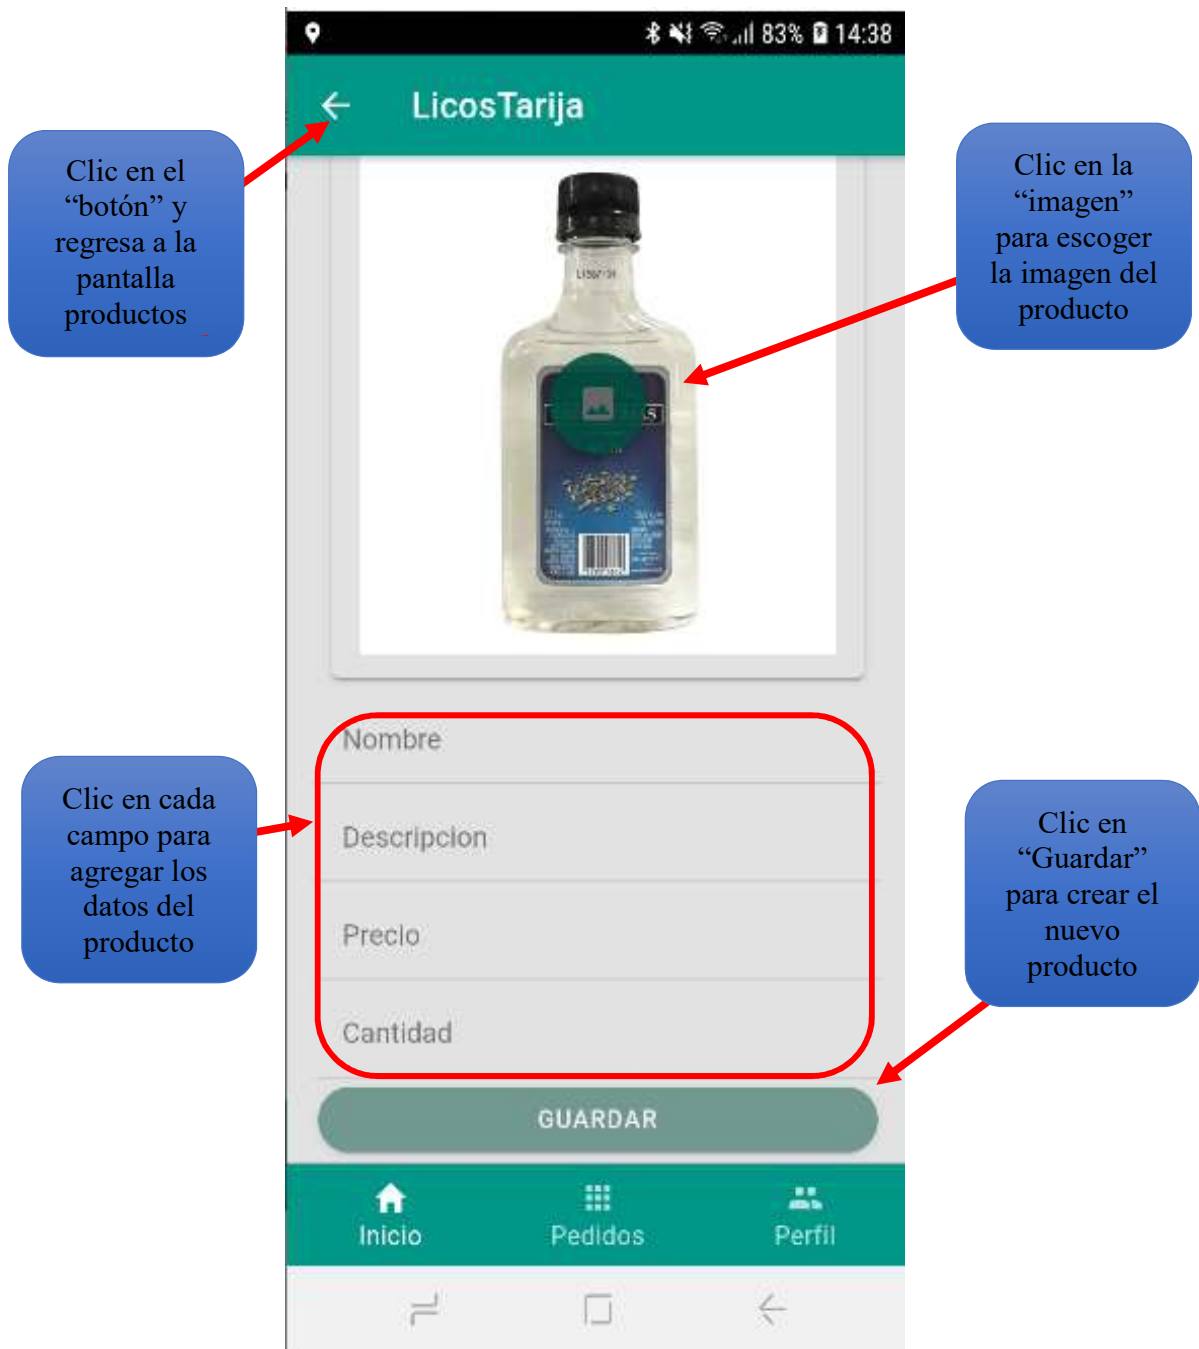 83% 14:38
LicosTarija
Clic en el
“botón” y
regresa a la
pantalla
productos
Clic en la
“imagen”
para escoger
la imagen del
producto
Nombre
Descripcion
Precio
Cantidad
Clic en cada
campo para
agregar los
datos del
producto
Clic en
“Guardar”
para crear el
nuevo
producto
GUARDAR
Inicio Pedidos Perfil